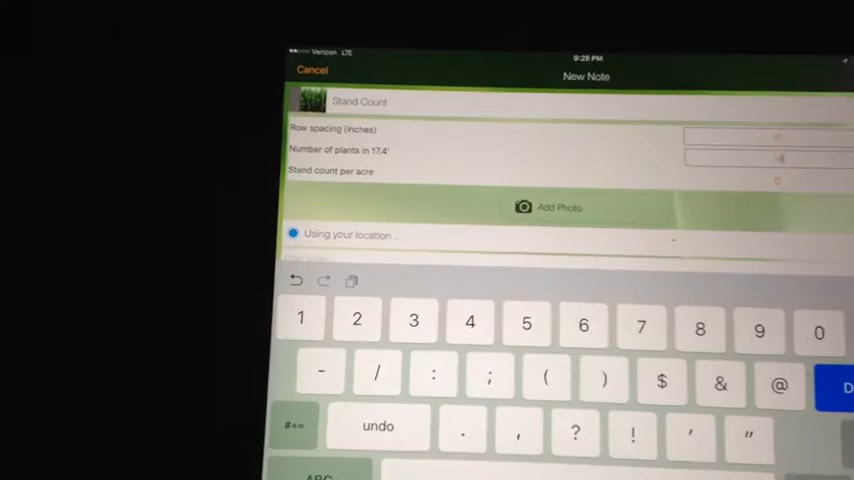 Verizon LTE
9:29 PM
Cancel
New Note
Stand Count
Row spacing (inches)
Number of plants in 17.4'
Stand count per acre
0
Add Photo
Using your location ...
1 2 3 4 5 6 7 8 9 0
- / : ; ( ) $ & @
#+= undo . , ? ! ' "
ABC